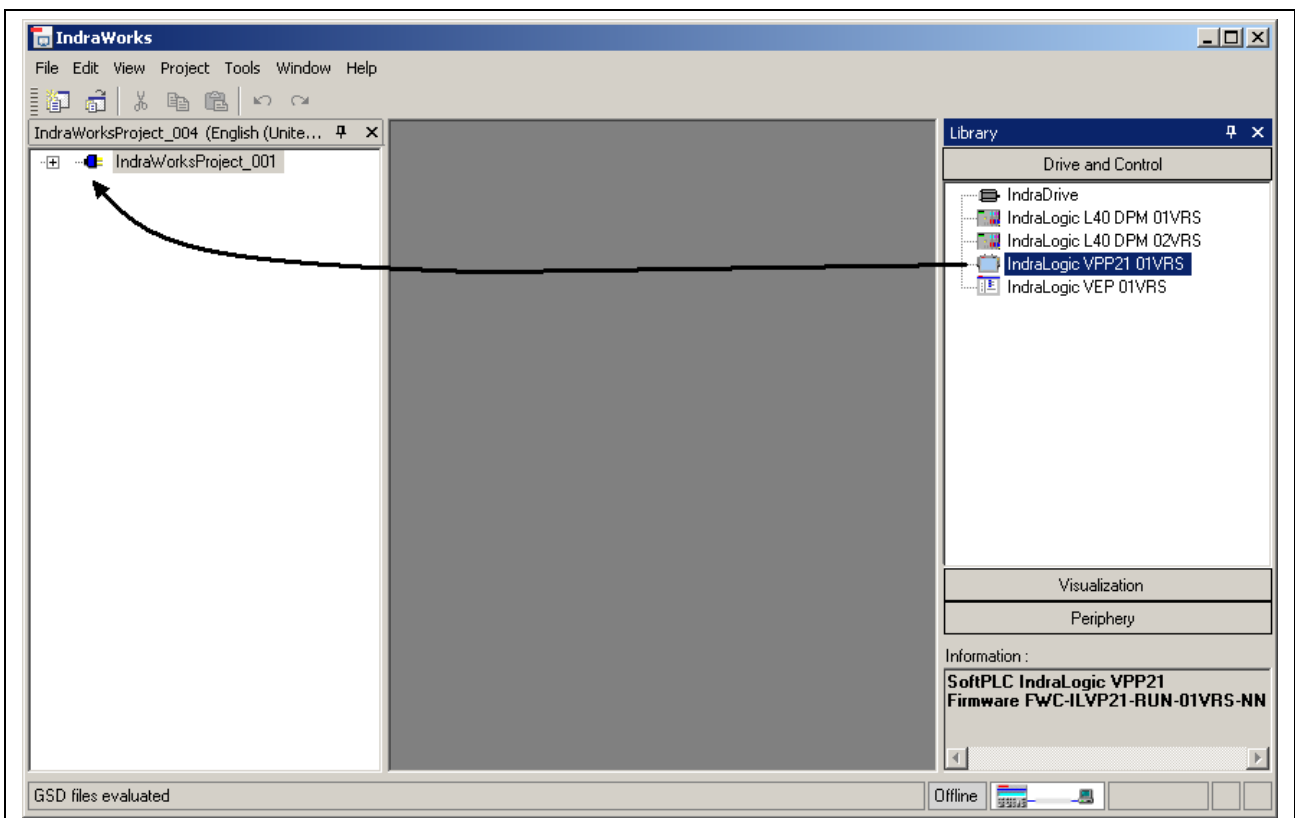 IndraWorks
File Edit View Project Tools Window Help
IndraWorksProject_004 (English (Unite...
IndraWorksProject_001
Library
Drive and Control
IndraDrive
IndraLogic L40 DPM 01VRS
IndraLogic L40 DPM 02VRS
IndraLogic VPP21 01VRS
IndraLogic VEP 01VRS
Visualization
Periphery
Information :
SoftPLC IndraLogic VPP21
Firmware FWC-ILVP21-RUN-01VRS-NN
GSD files evaluated
Offline